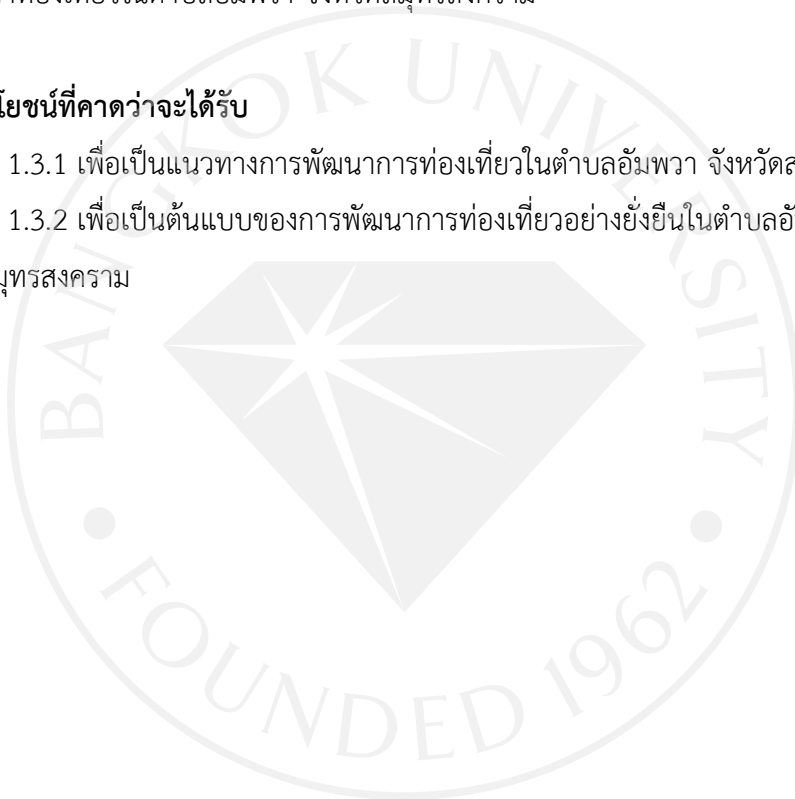 โยชน์ที่คาดว่าจะได้รับ
1.3.1 เพื่อเป็นแนวทางการพัฒนาการท่องเที่ยวในตำบลอัมพวา จังหวัดส
1.3.2 เพื่อเป็นต้นแบบของการพัฒนาการท่องเที่ยวอย่างยั่งยืนในตำบลอั
มุทรสงคราม
BANGKOK UNIVERSITY
FOUNDED 1962